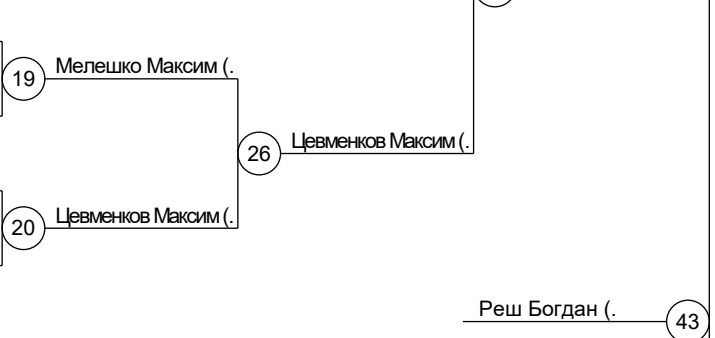 19 Мелешко Максим (.
26 Цевменков Максим (.
20 Цевменков Максим (.
Реш Богдан (. 43